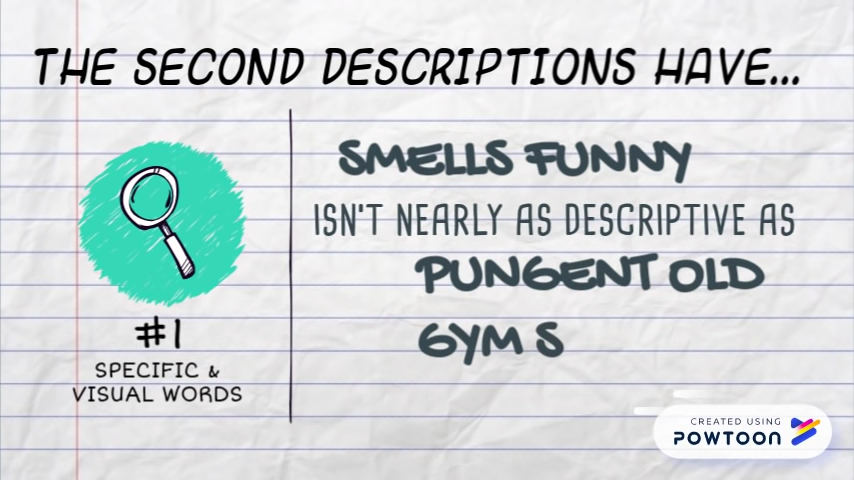 THE SECOND DESCRIPTIONS HAVE...
SMELLS FUNNY
ISN'T NEARLY AS DESCRIPTIVE AS
PUNGENT OLD
GYM S
#1
SPECIFIC &
VISUAL WORDS
CREATED USING
POWTOON